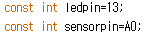 const int ledpin=13;
const int sensorpin=A0;